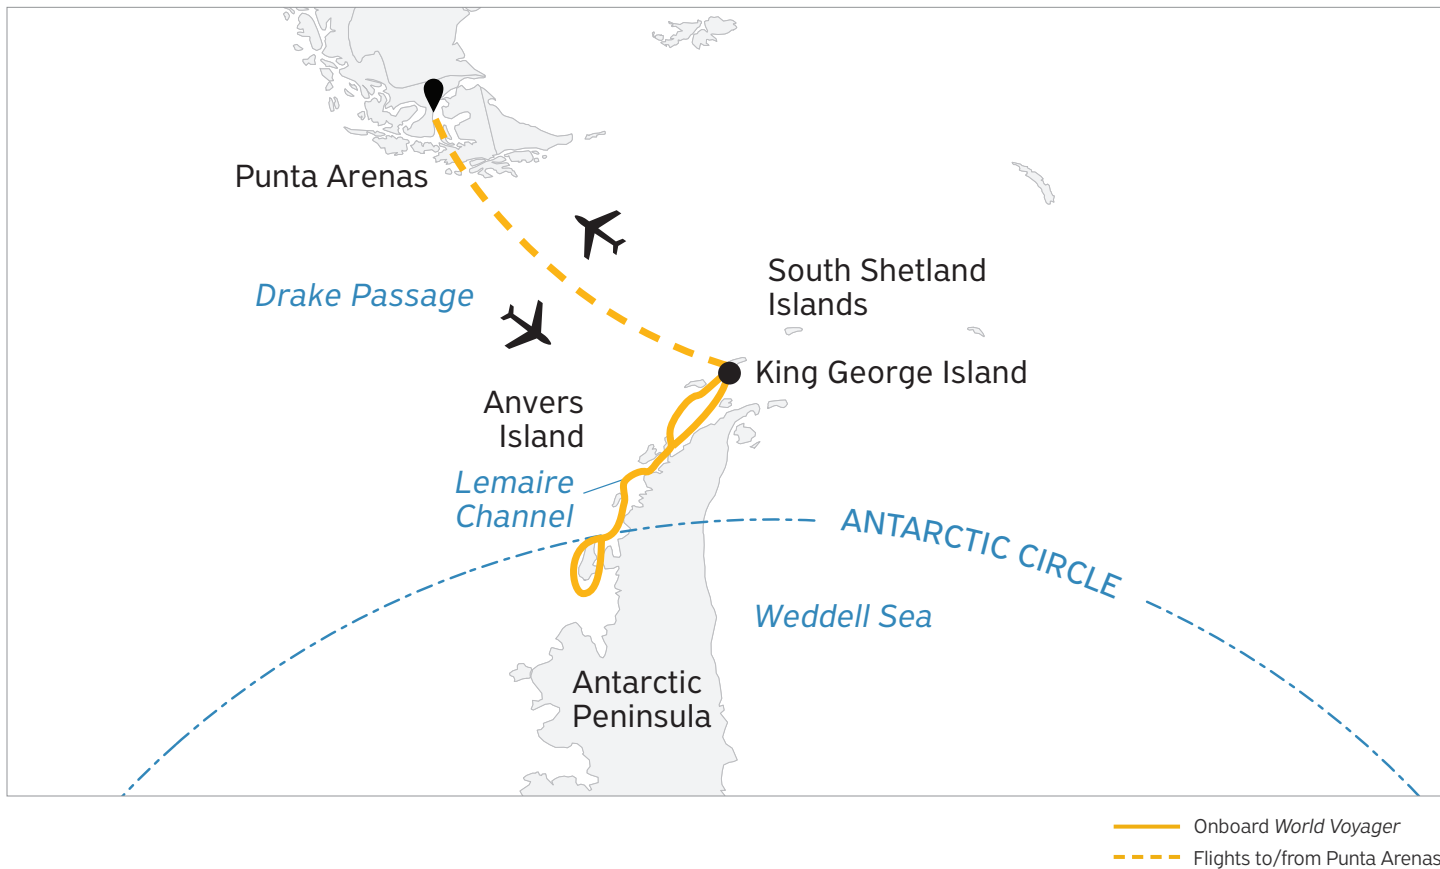 Punta Arenas
South Shetland
Islands
Drake Passage
King George Island
Anvers
Island
Lemaire
Channel
ANTARCTIC CIRCLE
Weddell Sea
Antarctic
Peninsula
Onboard World Voyager
Flights to/from Punta Arenas